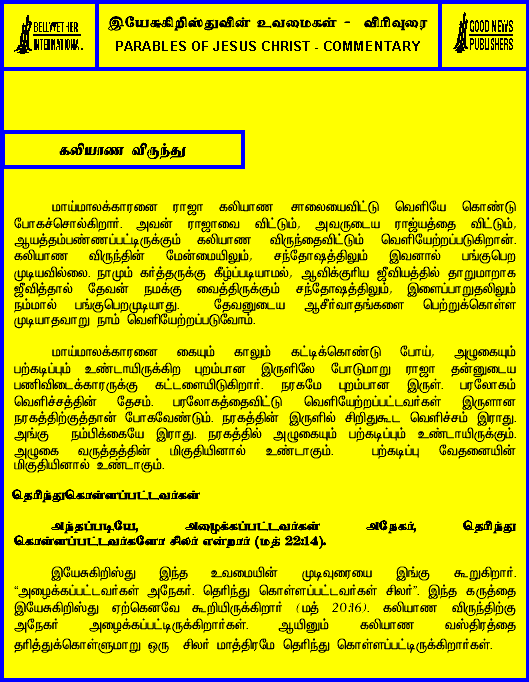 BELLWETHER
INTERNATIONAL
இயேசுகிறிஸ்துவின் உவமைகள் - விரிவுரை
PARABLES OF JESUS CHRIST - COMMENTARY
GOOD NEWS
PUBLISHERS
கலியாண விருந்து
மாய்மாலக்காரனை ராஜா கலியாண சாலையைவிட்டு வெளியே கொண்டு
போகச்சொல்கிறார். அவன் ராஜாவை விட்டும், அவருடைய ராஜ்யத்தை விட்டும்,
ஆயத்தம்பண்ணப்பட்டிருக்கும் கலியாண விருந்தைவிட்டும் வெளியேற்றப்படுகிறான்.
கலியாண விருந்தின் மேன்மையிலும், சந்தோஷத்திலும் இவனால் பங்குபெற
முடியவில்லை. நாமும் கர்த்தருக்கு கீழ்ப்படியாமல், ஆவிக்குரிய ஜீவியத்தில் தாறுமாறாக
ஜீவித்தால் தேவன் நமக்கு வைத்திருக்கும் சந்தோஷத்திலும், இளைப்பாறுதலிலும்
நம்மால் பங்குபெறமுடியாது. தேவனுடைய ஆசீர்வாதங்களை பெற்றுக்கொள்ள
முடியாதவாறு நாம் வெளியேற்றப்படுவோம்.
மாய்மாலக்காரனை கையும் காலும் கட்டிக்கொண்டு போய், அழுகையும்
பற்கடிப்பும் உண்டாயிருக்கிற புறம்பான இருளிலே போடுமாறு ராஜா தன்னுடைய
பணிவிடைக்காரருக்கு கட்டளையிடுகிறார். நரகமே புறம்பான இருள். பரலோகம்
வெளிச்சத்தின் தேசம். பரலோகத்தைவிட்டு வெளியேற்றப்பட்டவர்கள் இருளான
நரகத்திற்குத்தான் போகவேண்டும். நரகத்தின் இருளில் சிறிதுகூட வெளிச்சம் இராது.
அங்கு நம்பிக்கையே இராது. நரகத்தில் அழுகையும் பற்கடிப்பும் உண்டாயிருக்கும்.
அழுகை வருத்தத்தின் மிகுதியினால் உண்டாகும். பற்கடிப்பு வேதனையின்
மிகுதியினால் உண்டாகும்.
தெரிந்துகொள்ளப்பட்டவர்கள்
அந்தப்படியே, அழைக்கப்பட்டவர்கள் அநேகர், தெரிந்து
கொள்ளப்பட்டவர்களோ சிலர் என்றார் (மத் 22:14).
இயேசுகிறிஸ்து இந்த உவமையின் முடிவுரையை இங்கு கூறுகிறார்.
“அழைக்கப்பட்டவர்கள் அநேகர். தெரிந்து கொள்ளப்பட்டவர்கள் சிலர்”. இந்த கருத்தை
இயேசுகிறிஸ்து ஏற்கெனவே கூறியிருக்கிறார் (மத் 20:16). கலியாண விருந்திற்கு
அநேகர் அழைக்கப்பட்டிருக்கிறார்கள். ஆயினும் கலியாண வஸ்திரத்தை
தரித்துக்கொள்ளுமாறு ஒரு சிலர் மாத்திரமே தெரிந்து கொள்ளப்பட்டிருக்கிறார்கள்.